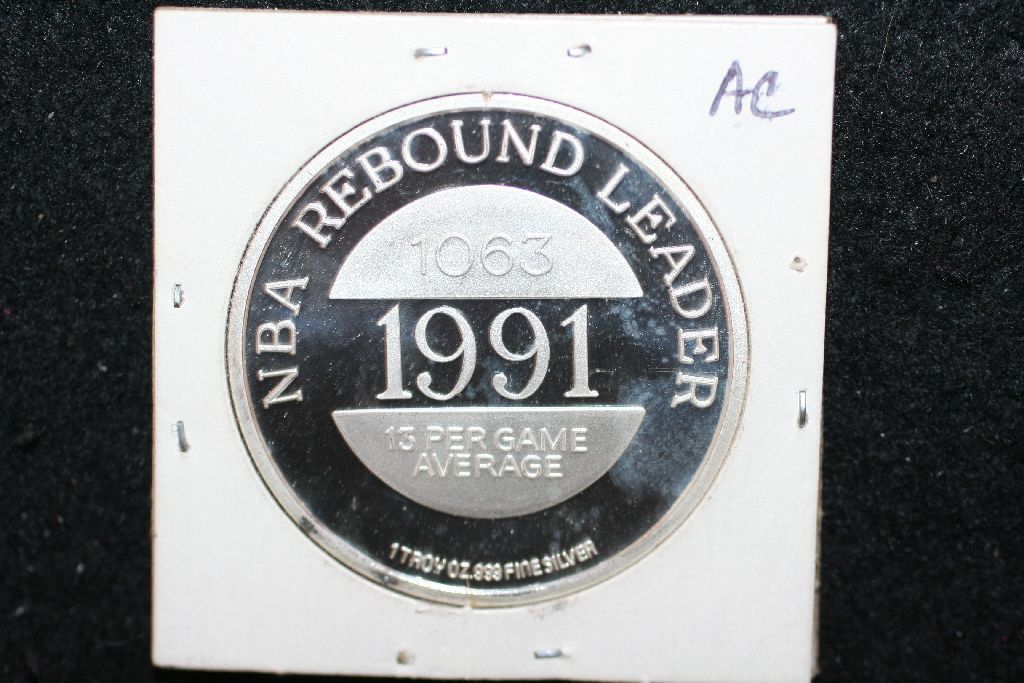 AC
NBA REBOUND LEADER
1063
1991
13 PER GAME
AVERAGE
1 TROY OZ .999 FINE SILVER